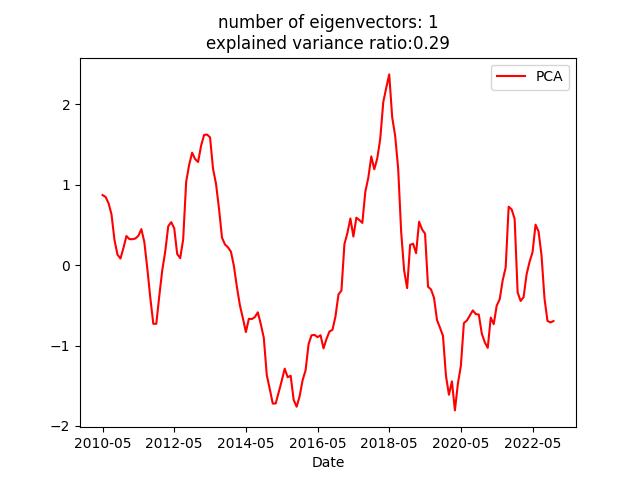 number of eigenvectors: 1
explained variance ratio:0.29
PCA
2
1
0
−1
−2
2010-05 2012-05 2014-05 2016-05 2018-05 2020-05 2022-05
Date